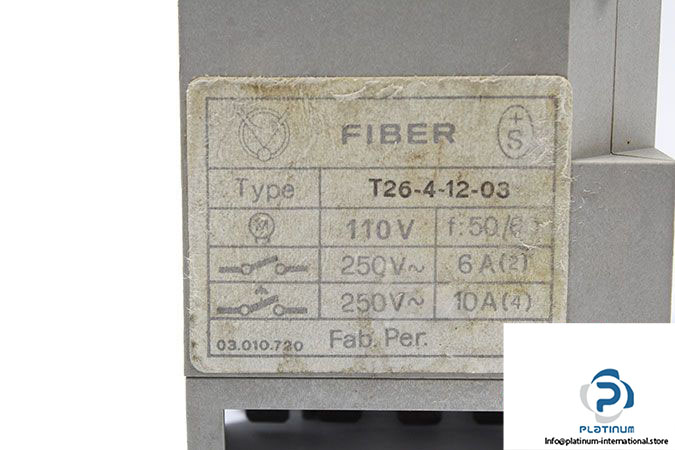 FIBER + S
Type T26-4-12-03
M 110V f:50/6
250V~ 6A(2)
250V~ 10A(4)
03.010.720 Fab. Per.
PLATINUM
Info@platinum-international.store